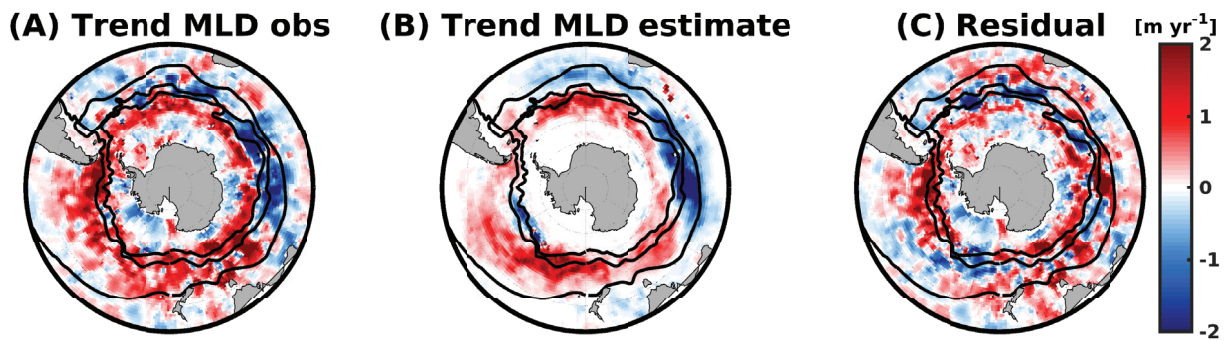 (A) Trend MLD obs
(B) Trend MLD estimate
(C) Residual
[m yr⁻¹]
2
1
0
-1
-2